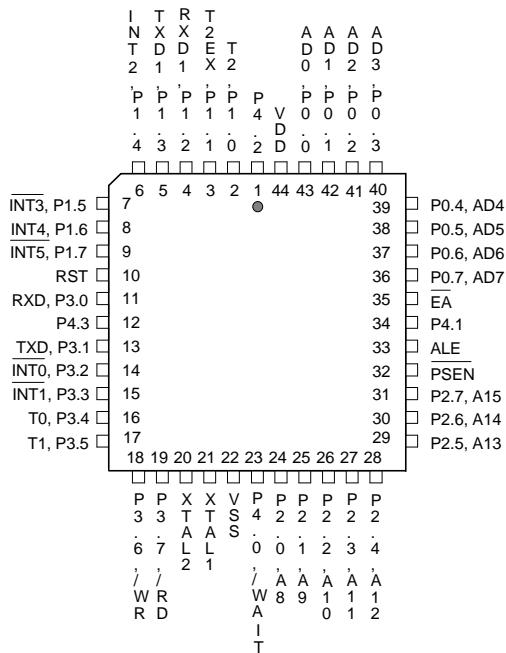 INT2, P1.4
TXD1, P1.3
RXD1, P1.2
T2EX, P1.1
T2, P1.0
P4.2
VDD
AD0, P0.0
AD1, P0.1
AD2, P0.2
AD3, P0.3
6 5 4 3 2 1 44 43 42 41 40
INT3, P1.5 7
INT4, P1.6 8
INT5, P1.7 9
RST 10
RXD, P3.0 11
P4.3 12
TXD, P3.1 13
INT0, P3.2 14
INT1, P3.3 15
T0, P3.4 16
T1, P3.5 17
39 P0.4, AD4
38 P0.5, AD5
37 P0.6, AD6
36 P0.7, AD7
35 EA
34 P4.1
33 ALE
32 PSEN
31 P2.7, A15
30 P2.6, A14
29 P2.5, A13
18 19 20 21 22 23 24 25 26 27 28
P3.6, /WR
P3.7, /RD
XTAL2
XTAL1
VSS
P4.0, /WAIT
P2.0, A8
P2.1, A9
P2.2, A10
P2.3, A11
P2.4, A12